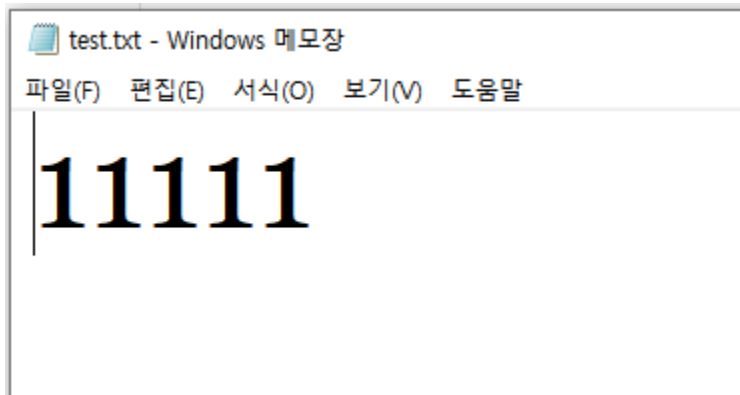 test.txt - Windows 메모장
파일(F) 편집(E) 서식(O) 보기(V) 도움말
11111